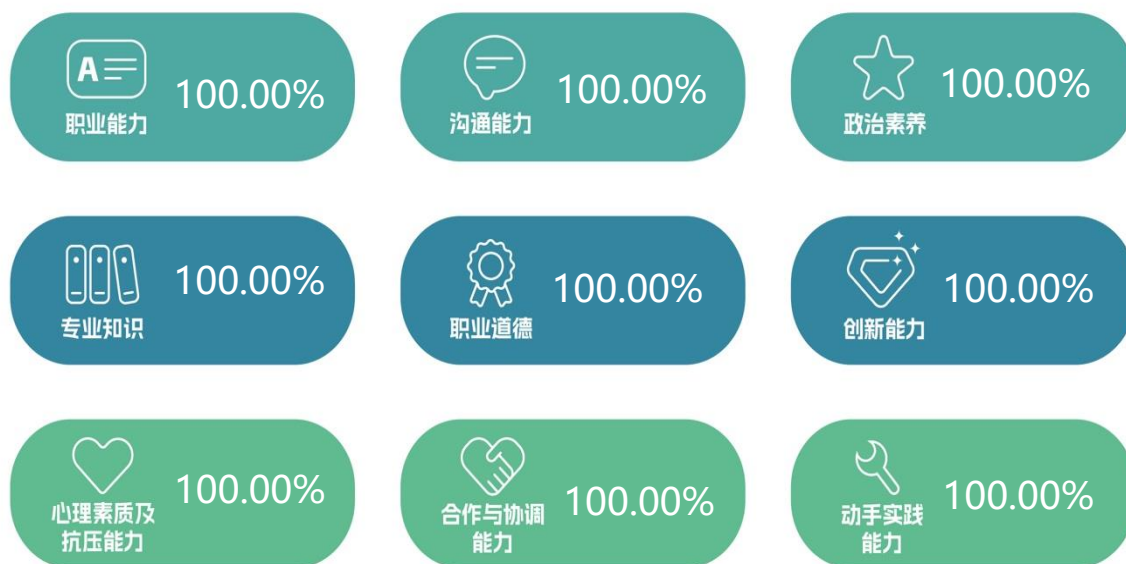 A
职业能力
100.00%
沟通能力
100.00%
政治素养
100.00%
专业知识
100.00%
职业道德
100.00%
创新能力
100.00%
心理素质及
抗压能力
100.00%
合作与协调
能力
100.00%
动手实践
能力
100.00%